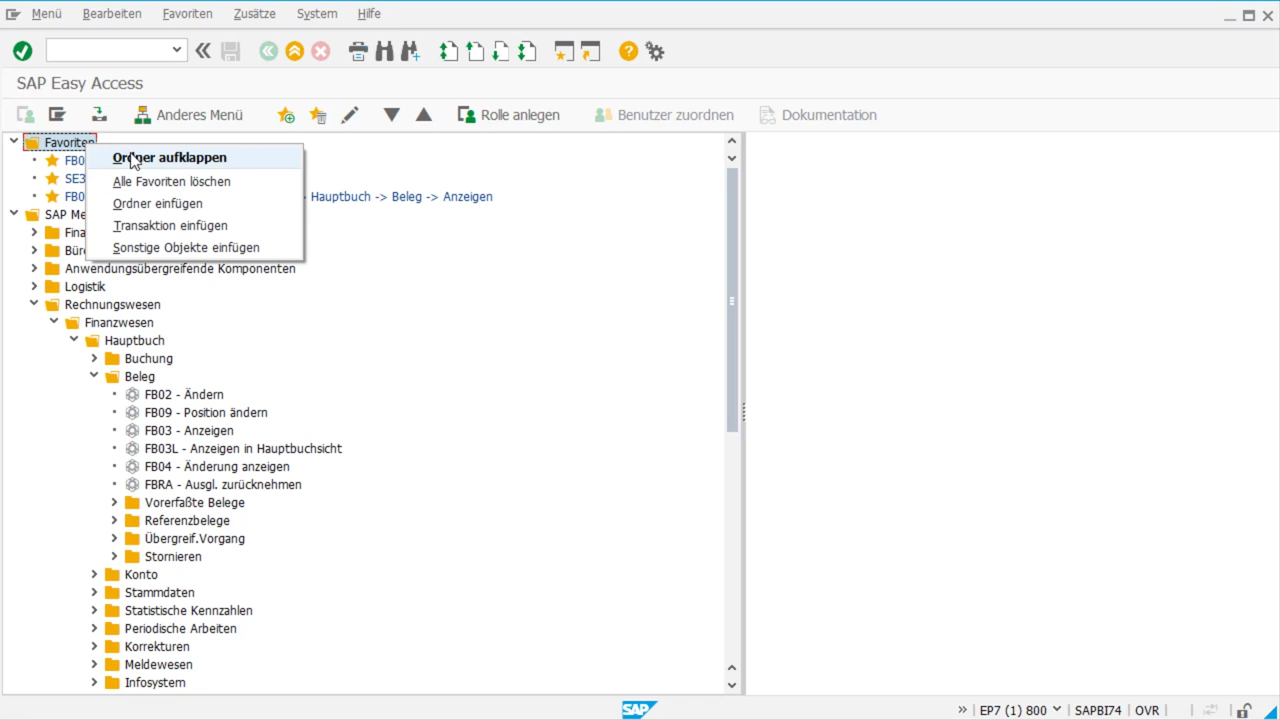 Menü Bearbeiten Favoriten Zusätze System Hilfe
SAP Easy Access
Anderes Menü Rolle anlegen Benutzer zuordnen Dokumentation
Favoriten
Ordner aufklappen
FB0
Alle Favoriten löschen
SE3
FB0 Hauptbuch -> Beleg -> Anzeigen
Ordner einfügen
SAP Me
Transaktion einfügen
Fina
Sonstige Objekte einfügen
Büro
Anwendungsübergreifende Komponenten
Logistik
Rechnungswesen
Finanzwesen
Hauptbuch
Buchung
Beleg
FB02 - Ändern
FB09 - Position ändern
FB03 - Anzeigen
FB03L - Anzeigen in Hauptbuchsicht
FB04 - Änderung anzeigen
FBRA - Ausgl. zurücknehmen
Vorerfaßte Belege
Referenzbelege
Übergreif.Vorgang
Stornieren
Konto
Stammdaten
Statistische Kennzahlen
Periodische Arbeiten
Korrekturen
Meldewesen
Infosystem
SAP EP7 (1) 800 SAPBI74 OVR